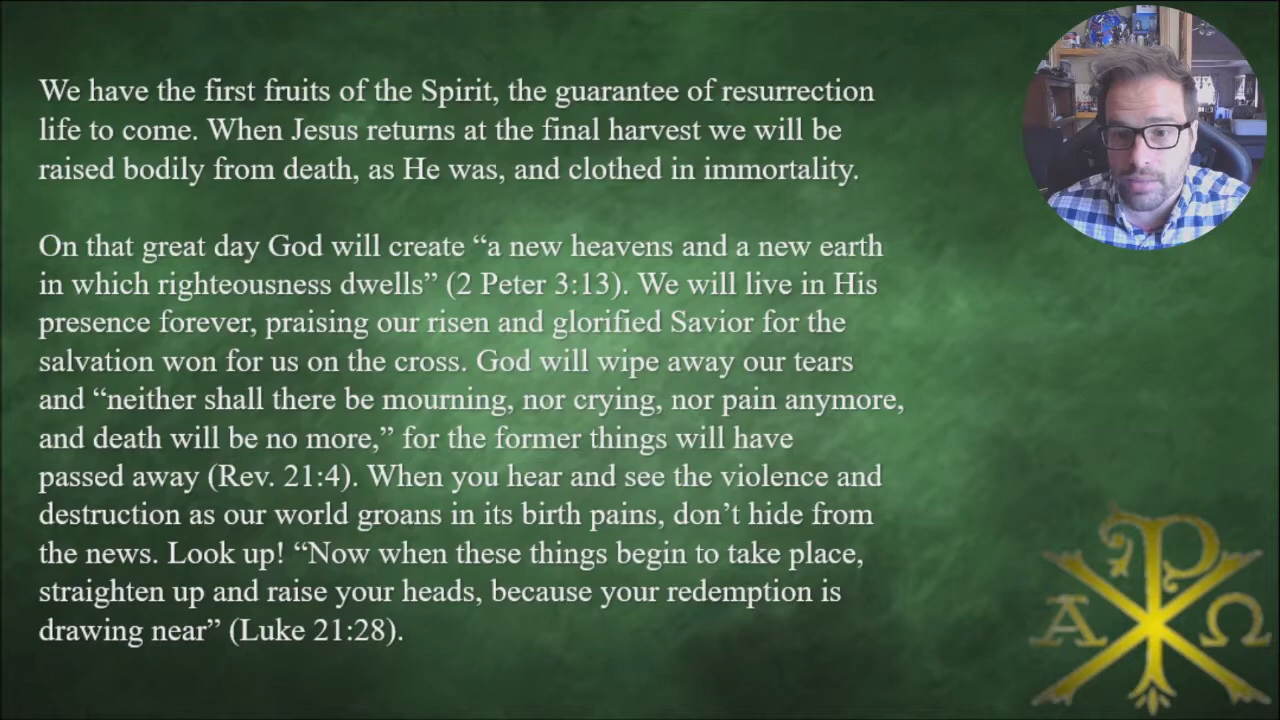 We have the first fruits of the Spirit, the guarantee of resurrection
life to come. When Jesus returns at the final harvest we will be
raised bodily from death, as He was, and clothed in immortality.
On that great day God will create “a new heavens and a new earth
in which righteousness dwells” (2 Peter 3:13). We will live in His
presence forever, praising our risen and glorified Savior for the
salvation won for us on the cross. God will wipe away our tears
and “neither shall there be mourning, nor crying, nor pain anymore,
and death will be no more,” for the former things will have
passed away (Rev. 21:4). When you hear and see the violence and
destruction as our world groans in its birth pains, don’t hide from
the news. Look up! “Now when these things begin to take place,
straighten up and raise your heads, because your redemption is
drawing near” (Luke 21:28).
Α Ω